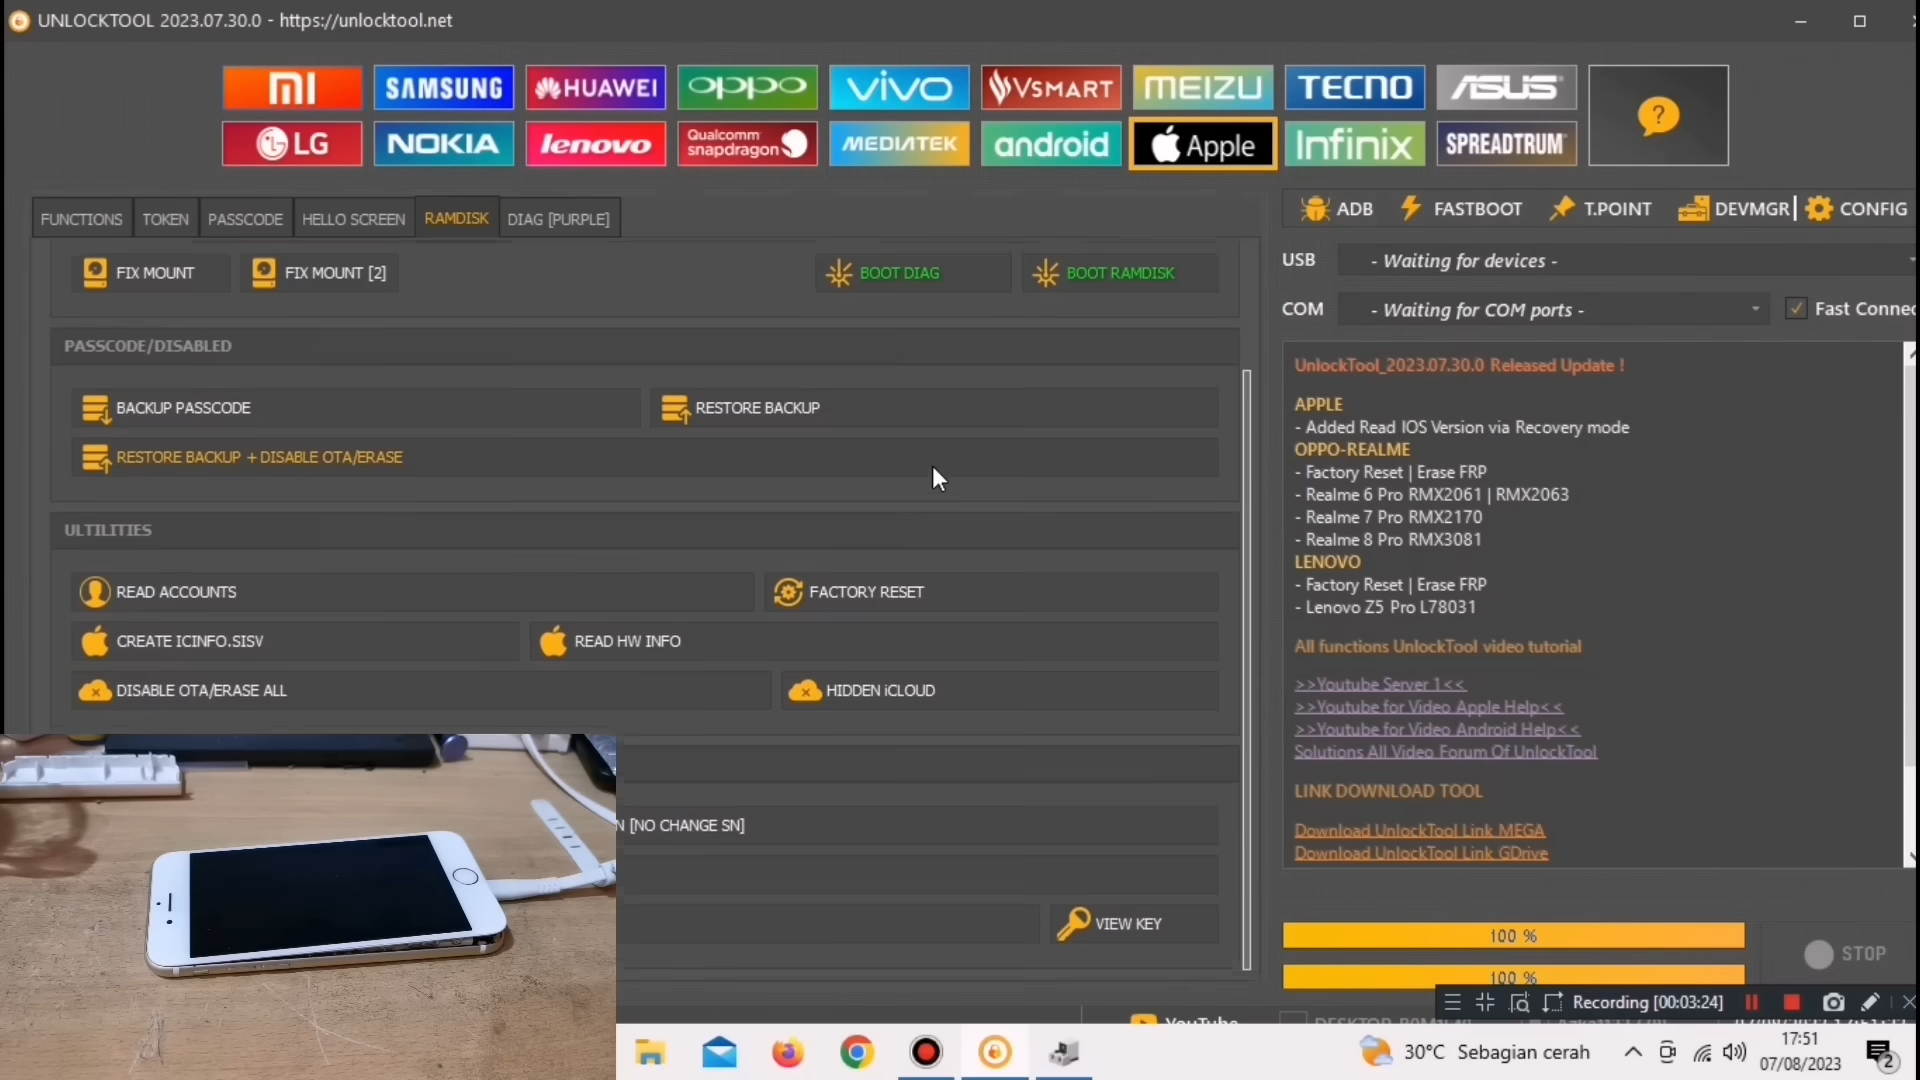 UNLOCKTOOL 2023.07.30.0 - https://unlocktool.net
MI SAMSUNG HUAWEI oppo vivo VSMART MEIZU TECNO ASUS ?
LG NOKIA lenovo Qualcomm snapdragon MEDIATEK android Apple Infinix SPREADTRUM
FUNCTIONS TOKEN PASSCODE HELLO SCREEN RAMDISK DIAG [PURPLE]
FIX MOUNT FIX MOUNT [2] BOOT DIAG BOOT RAMDISK
PASSCODE/DISABLED
BACKUP PASSCODE RESTORE BACKUP
RESTORE BACKUP + DISABLE OTA/ERASE
ULTILITIES
READ ACCOUNTS FACTORY RESET
CREATE ICINFO.SISV READ HW INFO
DISABLE OTA/ERASE ALL HIDDEN iCLOUD
N [NO CHANGE SN]
VIEW KEY
ADB FASTBOOT T.POINT DEVMGR CONFIG
USB - Waiting for devices -
COM - Waiting for COM ports - Fast Connec
UnlockTool_2023.07.30.0 Released Update !
APPLE
- Added Read IOS Version via Recovery mode
OPPO-REALME
- Factory Reset | Erase FRP
- Realme 6 Pro RMX2061 | RMX2063
- Realme 7 Pro RMX2170
- Realme 8 Pro RMX3081
LENOVO
- Factory Reset | Erase FRP
- Lenovo Z5 Pro L78031
All functions UnlockTool video tutorial
>>Youtube Server 1<<
>>Youtube for Video Apple Help<<
>>Youtube for Video Android Help<<
Solutions All Video Forum Of UnlockTool
LINK DOWNLOAD TOOL
Download UnlockTool Link MEGA
Download UnlockTool Link GDrive
100 %
100 %
STOP
Recording [00:03:24]
YouTube
30°C Sebagian cerah
17:51
07/08/2023
2